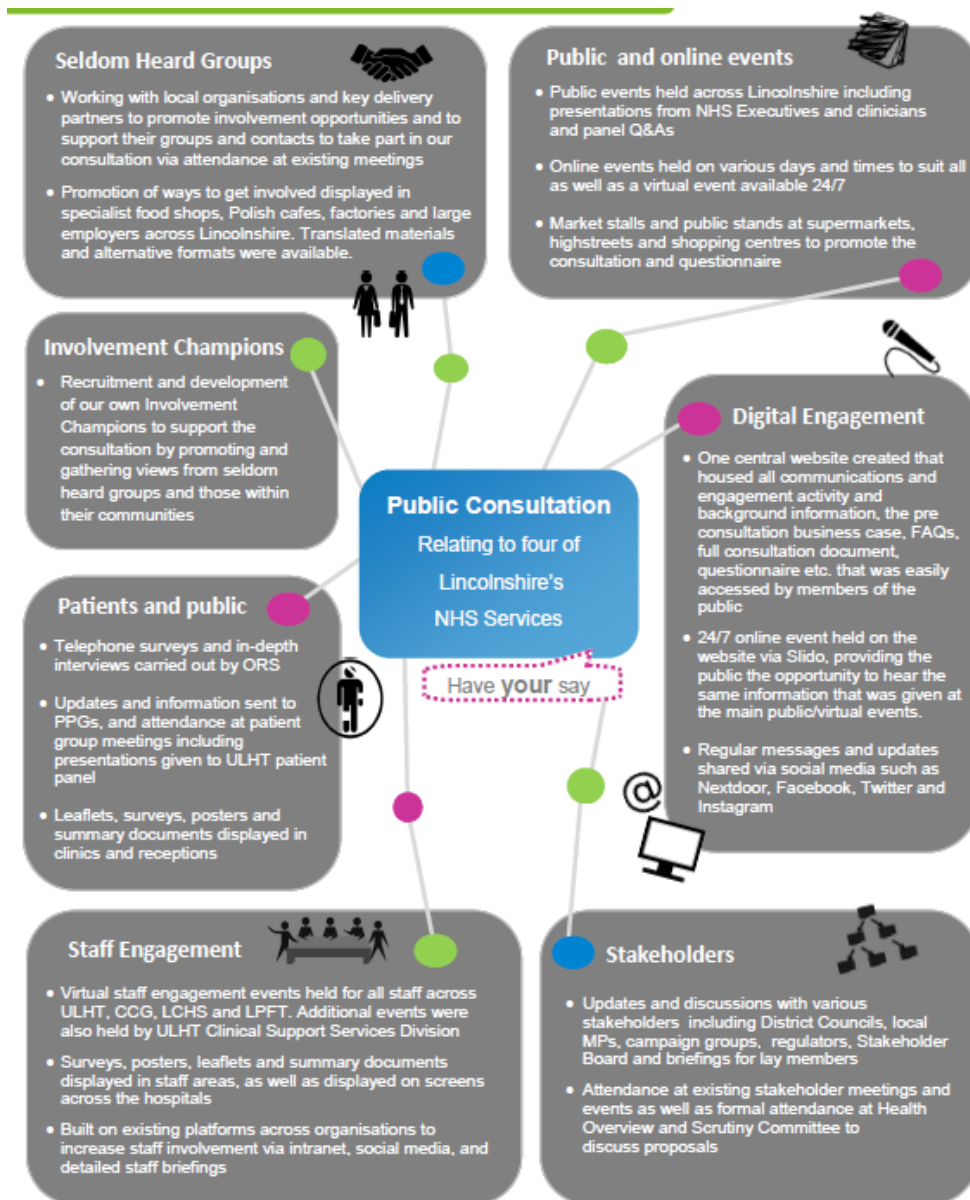 Seldom Heard Groups
• Working with local organisations and key delivery
partners to promote involvement opportunities and to
support their groups and contacts to take part in our
consultation via attendance at existing meetings
• Promotion of ways to get involved displayed in
specialist food shops, Polish cafes, factories and large
employers across Lincolnshire. Translated materials
and alternative formats were available.
Public and online events
• Public events held across Lincolnshire including
presentations from NHS Executives and clinicians
and panel Q&As
• Online events held on various days and times to suit all
as well as a virtual event available 24/7
• Market stalls and public stands at supermarkets,
highstreets and shopping centres to promote the
consultation and questionnaire
Involvement Champions
• Recruitment and development
of our own Involvement
Champions to support the
consultation by promoting and
gathering views from seldom
heard groups and those within
their communities
Digital Engagement
• One central website created that
housed all communications and
engagement activity and
background information, the pre
consultation business case, FAQs,
full consultation document,
questionnaire etc. that was easily
accessed by members of the
public
• 24/7 online event held on the
website via Slido, providing the
public the opportunity to hear the
same information that was given at
the main public/virtual events.
• Regular messages and updates
shared via social media such as
Nextdoor, Facebook, Twitter and
Instagram
Public Consultation
Relating to four of
Lincolnshire's
NHS Services
Have your say
Patients and public
• Telephone surveys and in-depth
interviews carried out by ORS
• Updates and information sent to
PPGs, and attendance at patient
group meetings including
presentations given to ULHT patient
panel
• Leaflets, surveys, posters and
summary documents displayed in
clinics and receptions
@
Staff Engagement
• Virtual staff engagement events held for all staff across
ULHT, CCG, LCHS and LPFT. Additional events were
also held by ULHT Clinical Support Services Division
• Surveys, posters, leaflets and summary documents
displayed in staff areas, as well as displayed on screens
across the hospitals
• Built on existing platforms across organisations to
increase staff involvement via intranet, social media, and
detailed staff briefings
Stakeholders
• Updates and discussions with various
stakeholders including District Councils, local
MPs, campaign groups, regulators, Stakeholder
Board and briefings for lay members
• Attendance at existing stakeholder meetings and
events as well as formal attendance at Health
Overview and Scrutiny Committee to
discuss proposals